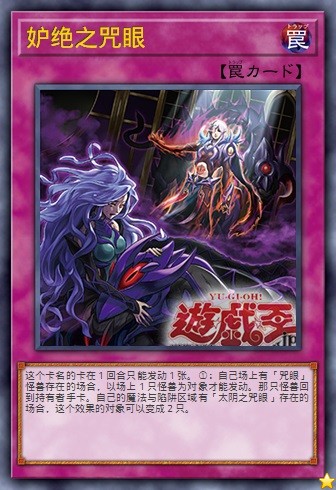 妒绝之咒眼
トラップ
罠
【罠カード】
YU-GI-OH!
遊戯王
这个卡名的卡在1回合只能发动1张。①:自己场上有「咒眼」
怪兽存在的场合,以场上1只怪兽为对象才能发动。那只怪兽回
到持有者手卡。自己的魔法与陷阱区域有「太阴之咒眼」存在的
场合,这个效果的对象可以变成2只。